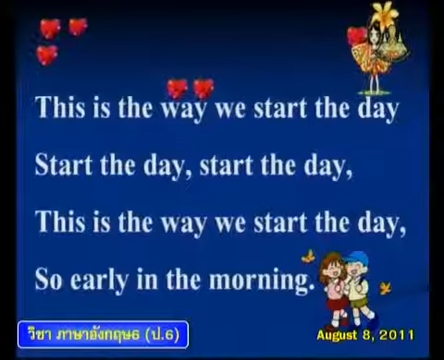 This is the way we start the day
Start the day, start the day,
This is the way we start the day,
So early in the morning.
วิชา ภาษาอังกฤษ6 (ป.6)
August 8, 2011